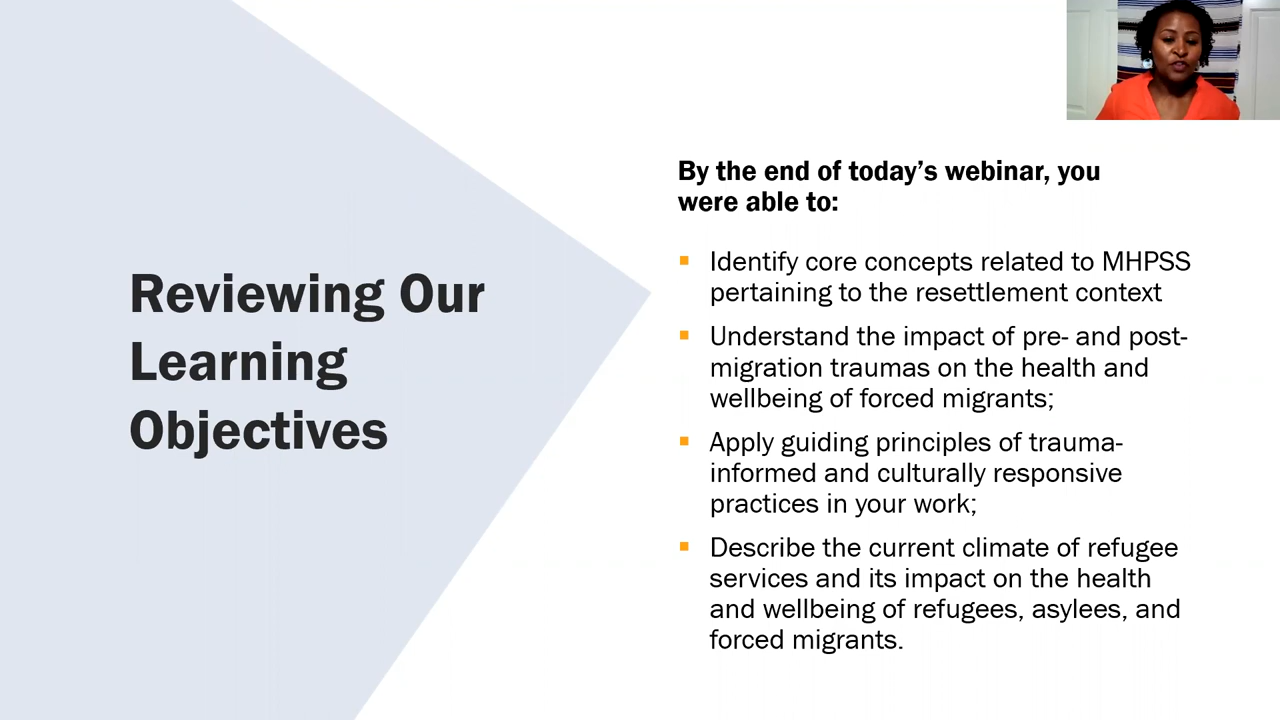 Reviewing Our
Learning
Objectives
By the end of today’s webinar, you
were able to:
▪ Identify core concepts related to MHPSS
pertaining to the resettlement context
▪ Understand the impact of pre- and post-
migration traumas on the health and
wellbeing of forced migrants;
▪ Apply guiding principles of trauma-
informed and culturally responsive
practices in your work;
▪ Describe the current climate of refugee
services and its impact on the health
and wellbeing of refugees, asylees, and
forced migrants.